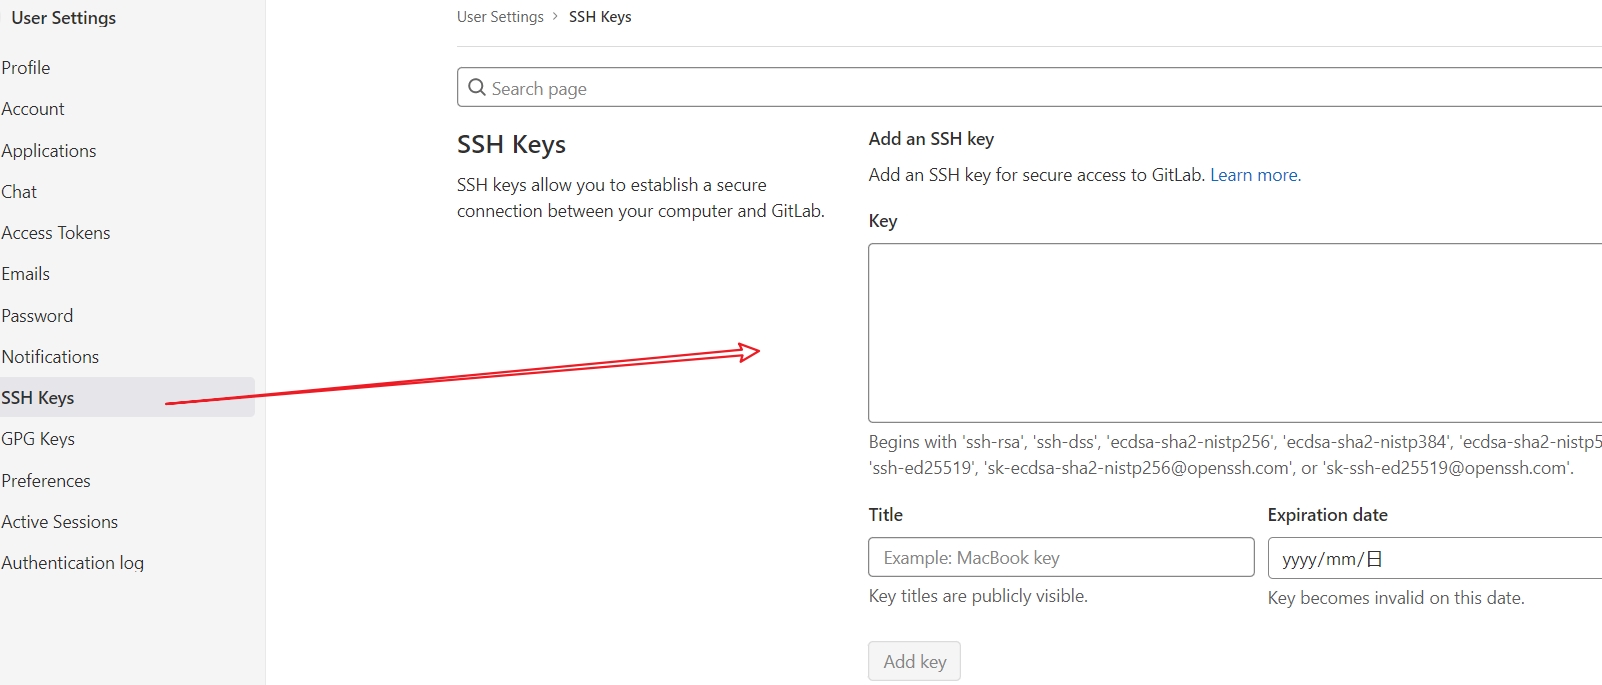 User Settings
Profile
Account
Applications
Chat
Access Tokens
Emails
Password
Notifications
SSH Keys
GPG Keys
Preferences
Active Sessions
Authentication log
User Settings > SSH Keys
Search page
SSH Keys
SSH keys allow you to establish a secure
connection between your computer and GitLab.
Add an SSH key
Add an SSH key for secure access to GitLab. Learn more.
Key
Begins with 'ssh-rsa', 'ssh-dss', 'ecdsa-sha2-nistp256', 'ecdsa-sha2-nistp384', 'ecdsa-sha2-nistp5
'ssh-ed25519', 'sk-ecdsa-sha2-nistp256@openssh.com', or 'sk-ssh-ed25519@openssh.com'.
Title
Example: MacBook key
Key titles are publicly visible.
Expiration date
yyyy/mm/日
Key becomes invalid on this date.
Add key